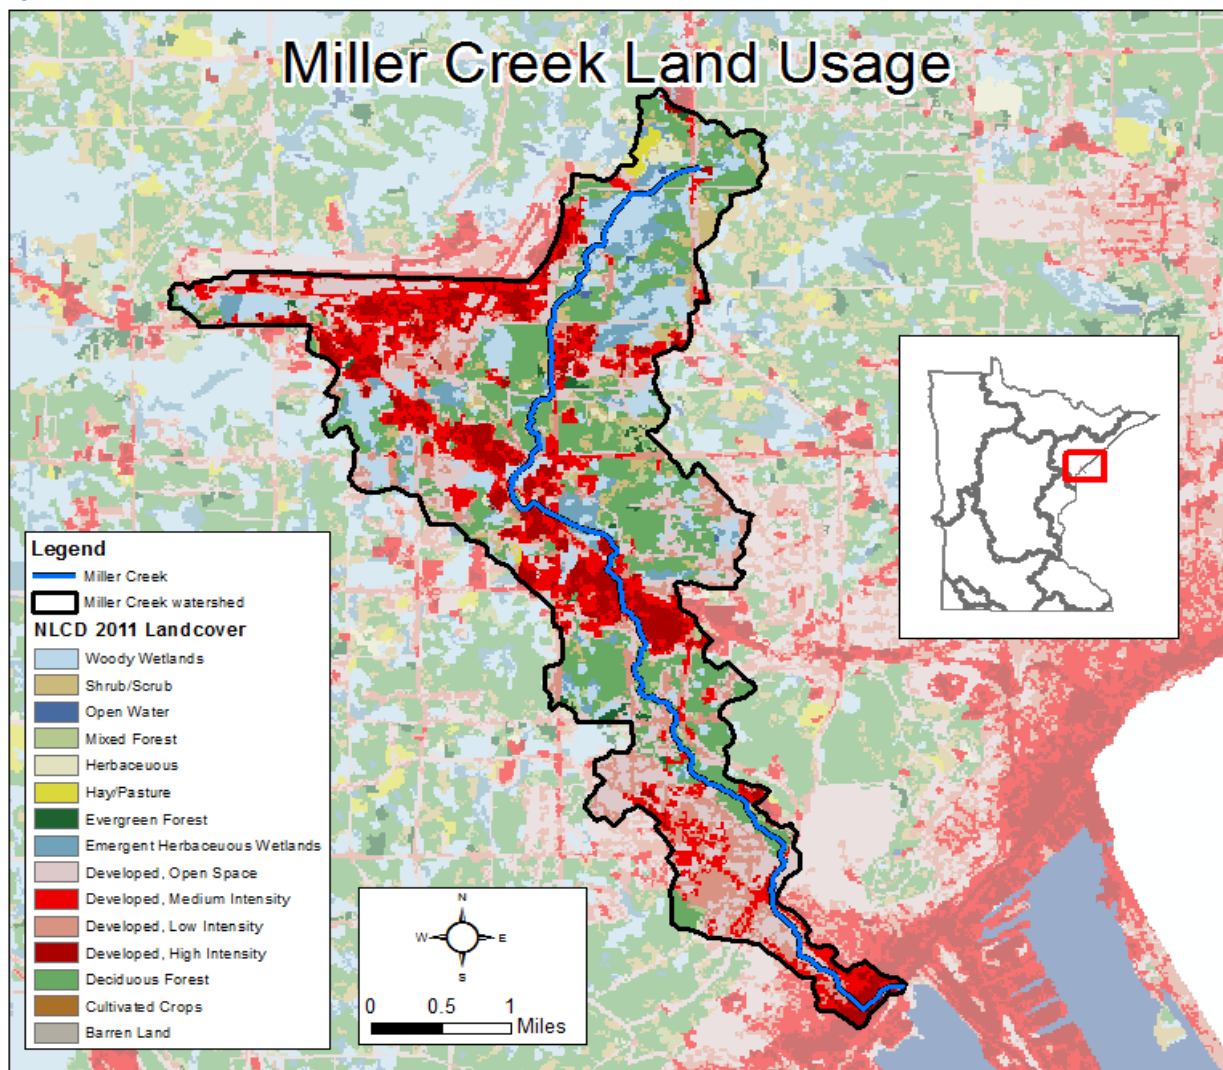 Miller Creek Land Usage
Legend
Miller Creek
Miller Creek watershed
NLCD 2011 Landcover
Woody Wetlands
Shrub/Scrub
Open Water
Mixed Forest
Herbaceuous
Hay/Pasture
Evergreen Forest
Emergent Herbaceuous Wetlands
Developed, Open Space
Developed, Medium Intensity
Developed, Low Intensity
Developed, High Intensity
Deciduous Forest
Cultivated Crops
Barren Land
N
W E
S
0 0.5 1
Miles